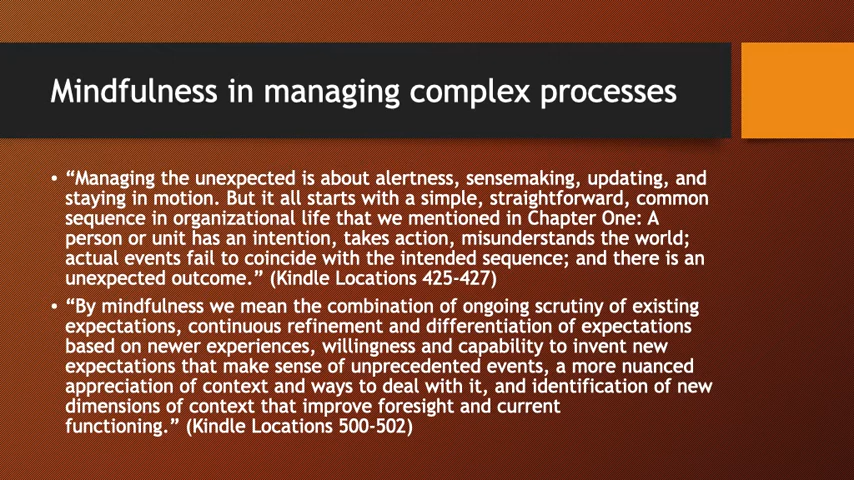 Mindfulness in managing complex processes
• “Managing the unexpected is about alertness, sensemaking, updating, and
staying in motion. But it all starts with a simple, straightforward, common
sequence in organizational life that we mentioned in Chapter One: A
person or unit has an intention, takes action, misunderstands the world;
actual events fail to coincide with the intended sequence; and there is an
unexpected outcome.” (Kindle Locations 425-427)
• “By mindfulness we mean the combination of ongoing scrutiny of existing
expectations, continuous refinement and differentiation of expectations
based on newer experiences, willingness and capability to invent new
expectations that make sense of unprecedented events, a more nuanced
appreciation of context and ways to deal with it, and identification of new
dimensions of context that improve foresight and current
functioning.” (Kindle Locations 500-502)